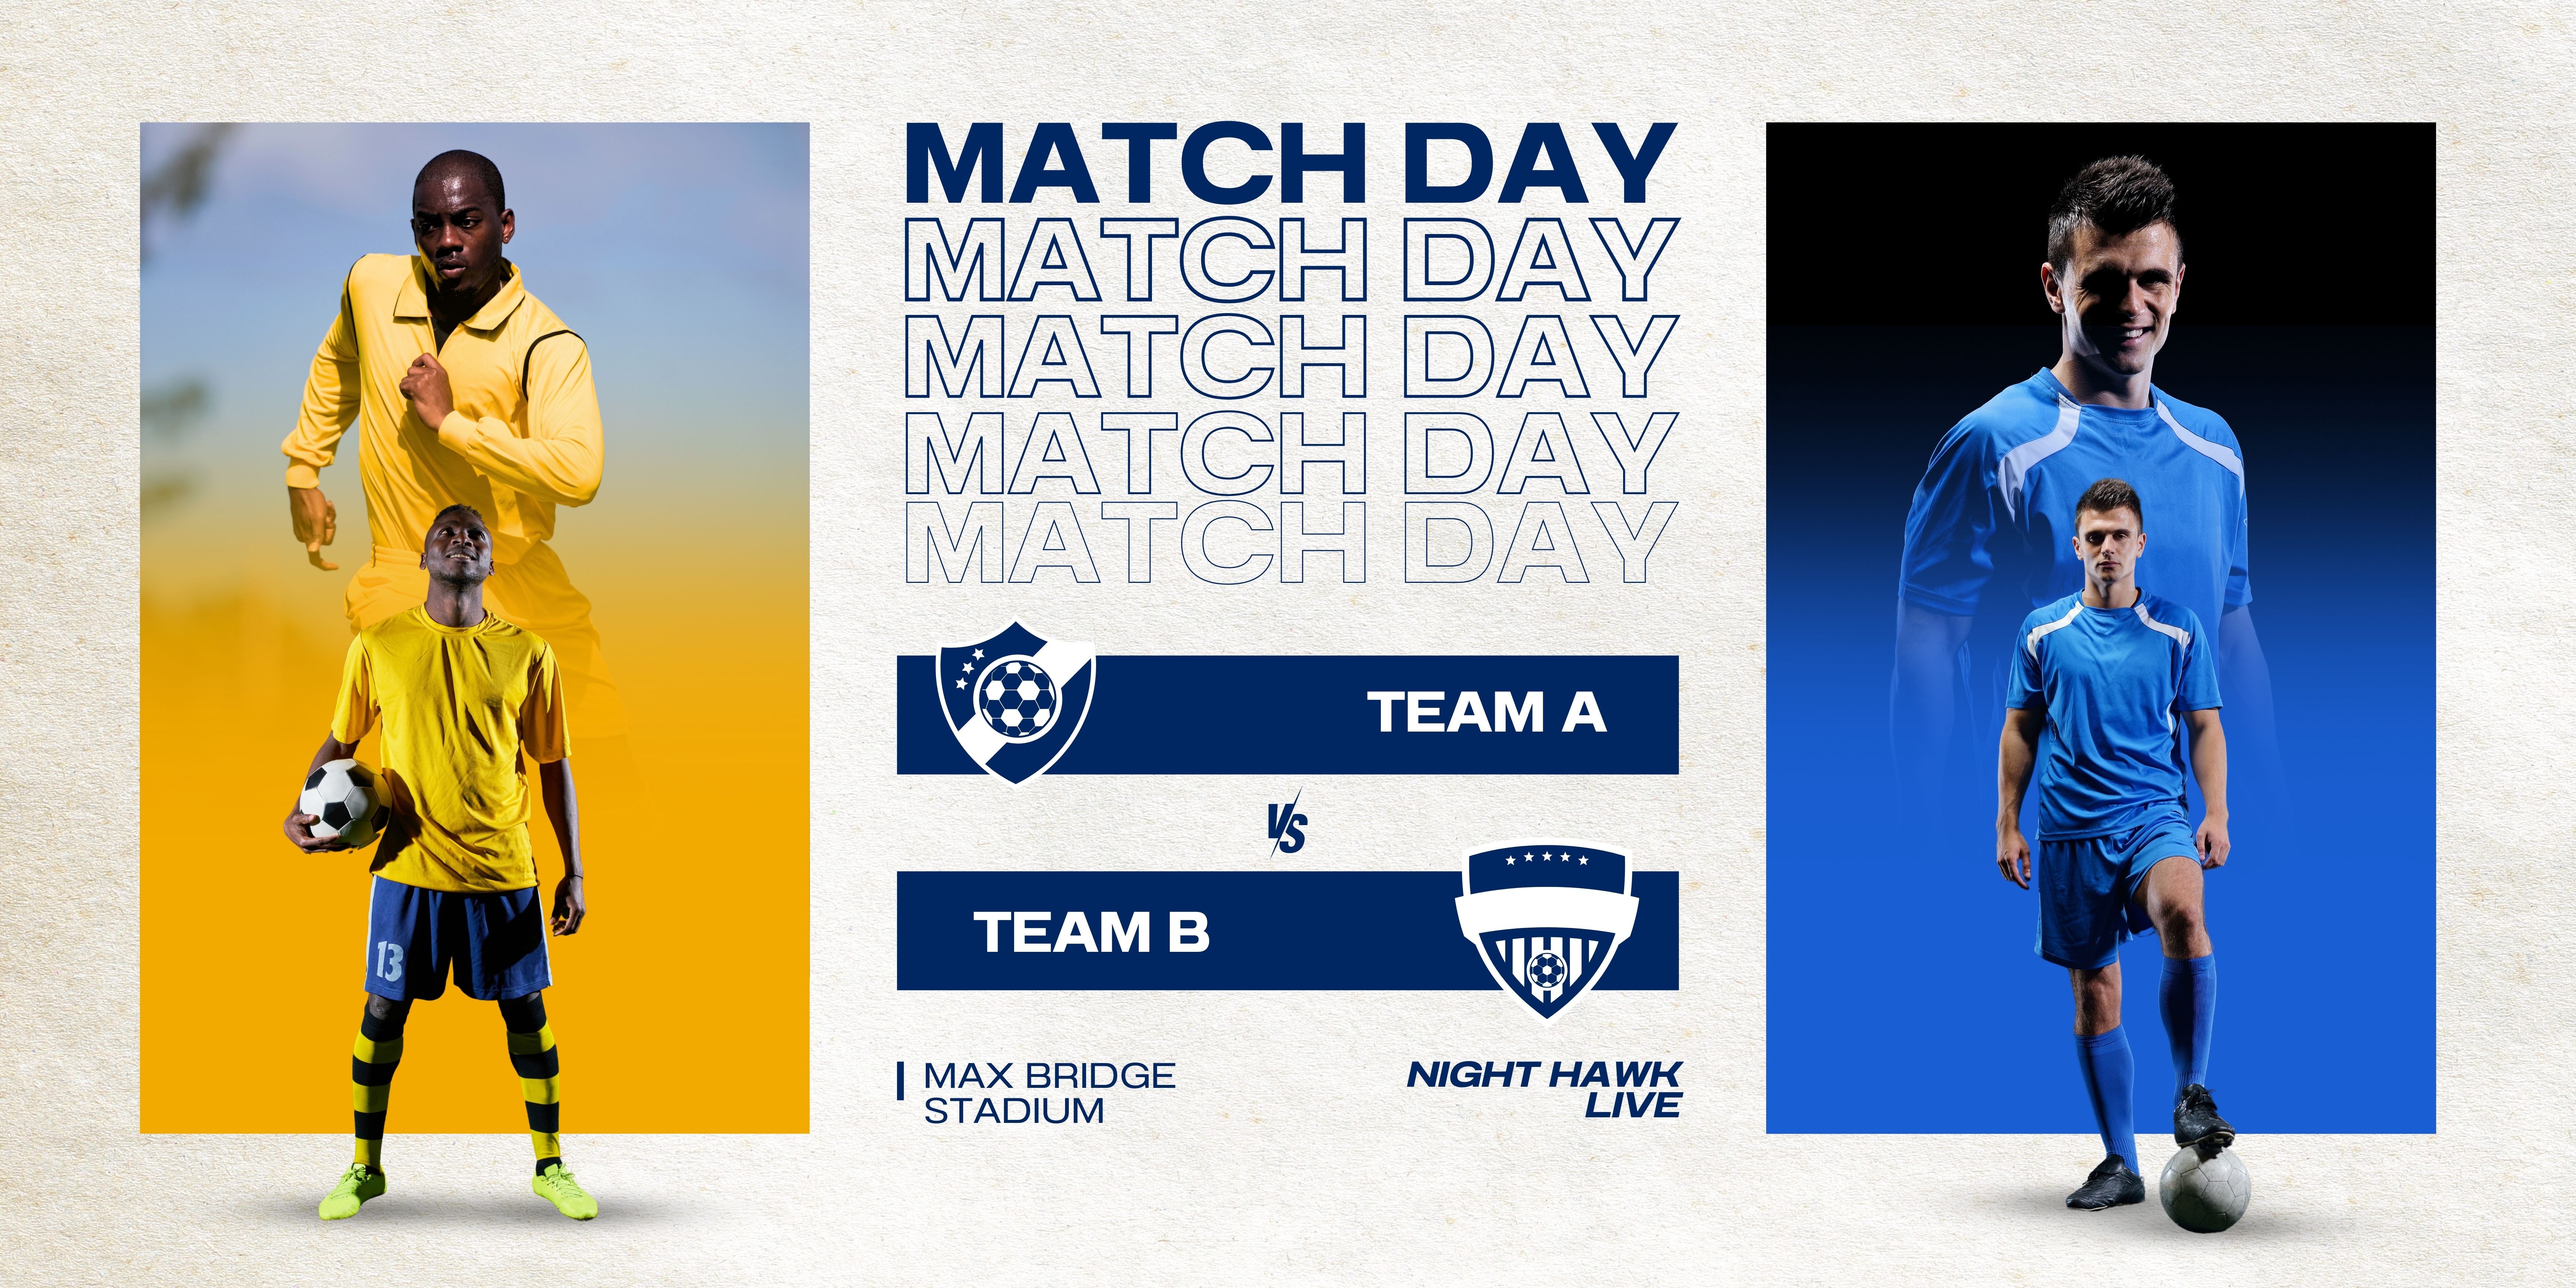 MATCH DAY
MATCH DAY
MATCH DAY
MATCH DAY
MATCH DAY
TEAM A
VS
TEAM B
MAX BRIDGE
STADIUM
NIGHT HAWK
LIVE
13